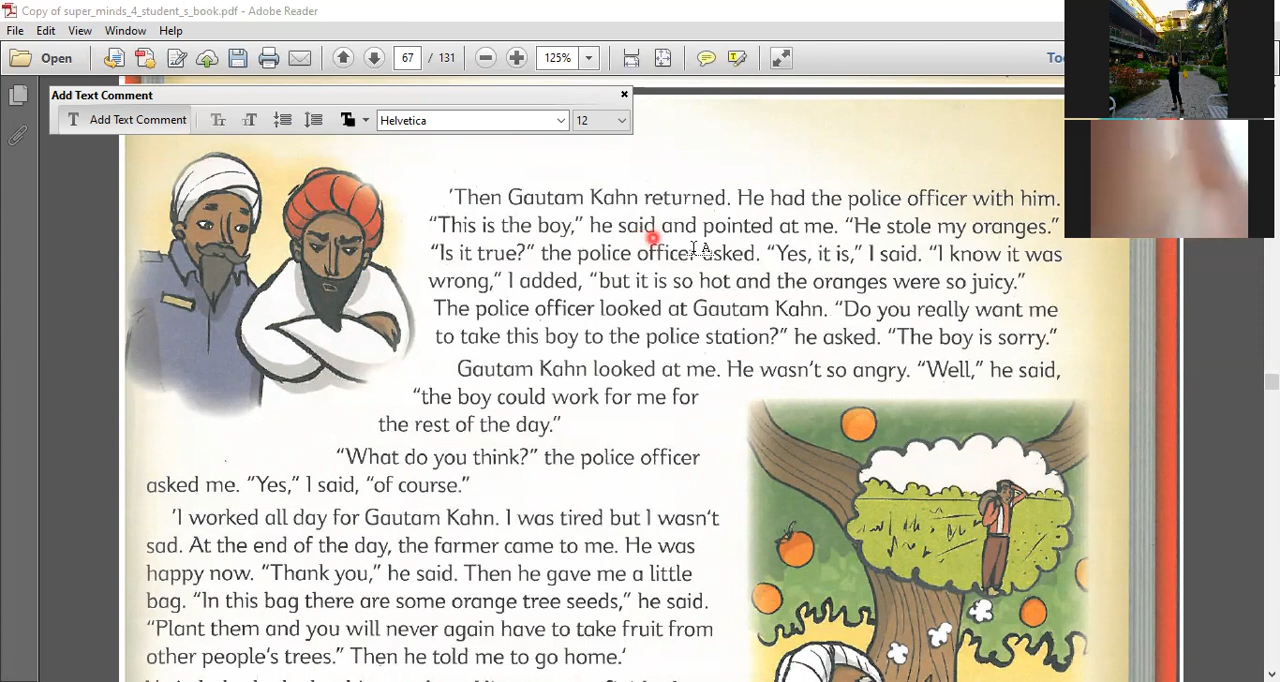 Copy of super_minds_4_student_s_book.pdf - Adobe Reader
File Edit View Window Help
Open 67 / 131 125%
Add Text Comment
T Add Text Comment Helvetica 12
'Then Gautam Kahn returned. He had the police officer with him.
“This is the boy,” he said and pointed at me. “He stole my oranges.”
“Is it true?” the police officer asked. “Yes, it is,” I said. “I know it was
wrong,” I added, “but it is so hot and the oranges were so juicy.”
The police officer looked at Gautam Kahn. “Do you really want me
to take this boy to the police station?” he asked. “The boy is sorry.”
Gautam Kahn looked at me. He wasn't so angry. “Well,” he said,
“the boy could work for me for
the rest of the day.”
“What do you think?” the police officer
asked me. “Yes,” I said, “of course.”
'I worked all day for Gautam Kahn. I was tired but I wasn't
sad. At the end of the day, the farmer came to me. He was
happy now. “Thank you,” he said. Then he gave me a little
bag. “In this bag there are some orange tree seeds,” he said.
“Plant them and you will never again have to take fruit from
other people's trees.” Then he told me to go home.'